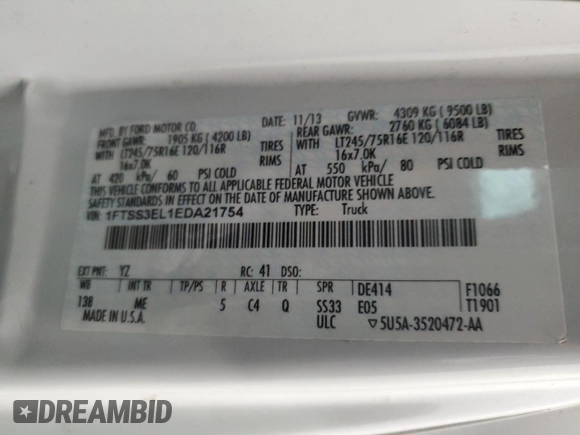 MFD. BY FORD MOTOR CO.
DATE: 11/13 GVWR: 4309 KG ( 9500 LB)
FRONT GAWR: 1905 KG ( 4200 LB) REAR GAWR: 2760 KG ( 6084 LB)
WITH LT245/75R16E 120/116R TIRES WITH LT245/75R16E 120/116R TIRES
16x7.0K RIMS 16x7.0K RIMS
AT 420 kPa/ 60 PSI COLD AT 550 kPa/ 80 PSI COLD
THIS VEHICLE CONFORMS TO ALL APPLICABLE FEDERAL MOTOR VEHICLE
SAFETY STANDARDS IN EFFECT ON THE DATE OF MANUFACTURE SHOWN ABOVE.
VIN: 1FTSS3EL1EDA21754 TYPE: Truck
EXT PNT: YZ RC: 41 DSO:
WB INT TR TP/PS R AXLE TR SPR DE414 F1066
138 ME 5 C4 Q SS33 E05 T1901
MADE IN U.S.A. ULC ▽5U5A-3520472-AA
DREAMBID